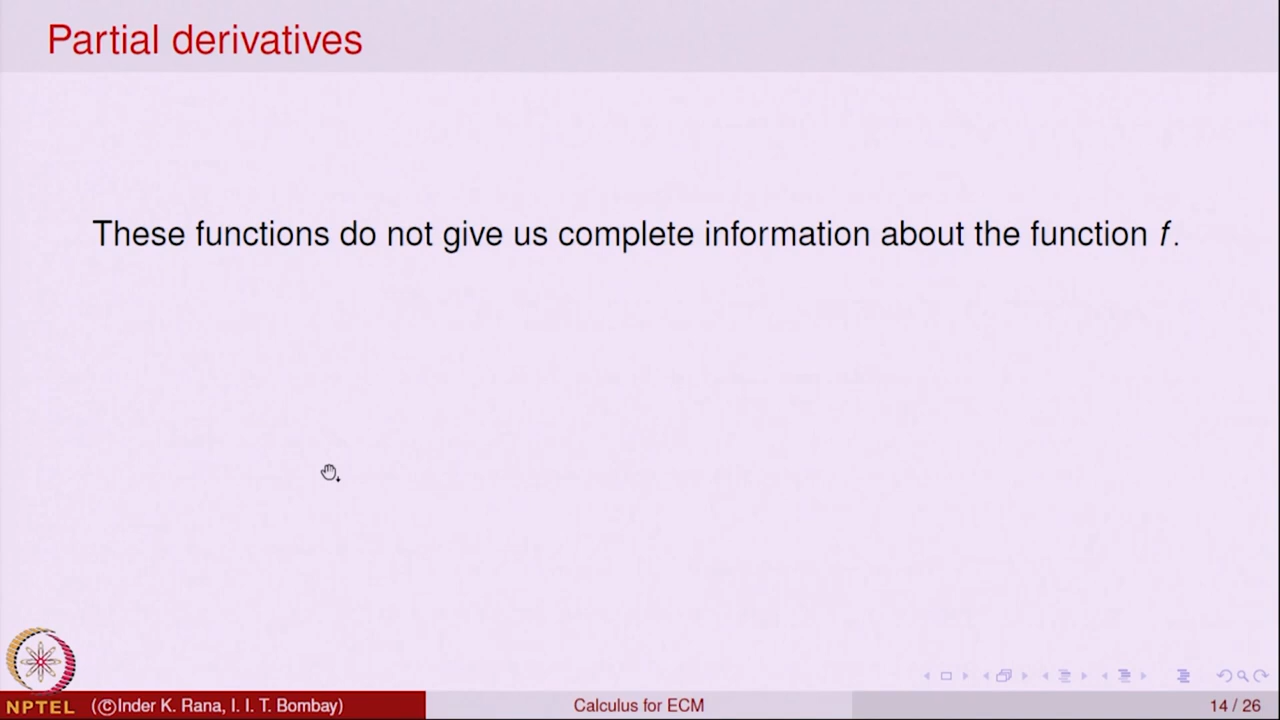 Partial derivatives
These functions do not give us complete information about the function f.
NPTEL
(©Inder K. Rana, I. I. T. Bombay)
Calculus for ECM
14 / 26